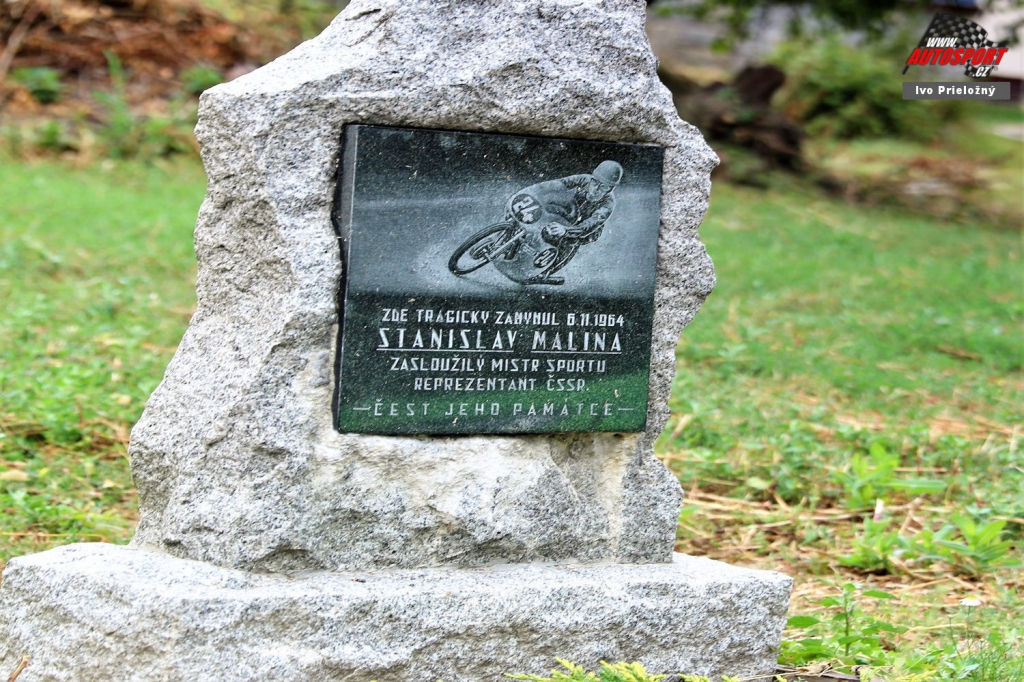 www
AUTOSPORT
.cz
Ivo Prieložný
24
ZDE TRAGICKY ZAHYNUL 6.11.1964
STANISLAV MALINA
ZASLOUŽILÝ MISTR SPORTU
REPREZENTANT ČSSR.
—ČEST JEHO PAMÁTCE—